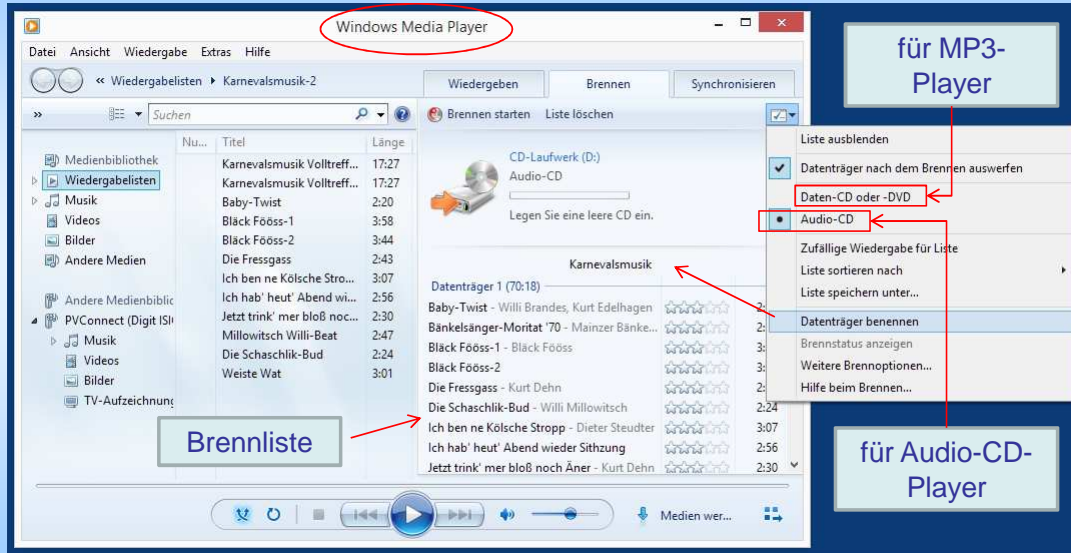 Windows Media Player
Datei Ansicht Wiedergabe Extras Hilfe
« Wiedergabelisten Karnevalsmusik-2
Wiedergeben Brennen Synchronisieren
» Suchen
Brennen starten Liste löschen
Nu... Titel Länge
Medienbibliothek
Wiedergabelisten
Musik
Videos
Bilder
Andere Medien
Andere Medienbiblic
PVConnect (Digit ISI
Musik
Videos
Bilder
TV-Aufzeichnung
Karnevalsmusik Volltreff... 17:27
Karnevalsmusik Volltreff... 17:27
Baby-Twist 2:20
Bläck Fööss-1 3:58
Bläck Fööss-2 3:44
Die Fressgass 2:43
Ich ben ne Kölsche Stro... 3:07
Ich hab' heut' Abend wi... 2:56
Jetzt trink' mer bloß noc... 2:30
Millowitsch Willi-Beat 2:47
Die Schaschlik-Bud 2:24
Weiste Wat 3:01
CD-Laufwerk (D:)
Audio-CD
Legen Sie eine leere CD ein.
Karnevalsmusik
Datenträger 1 (70:18)
Baby-Twist - Willi Brandes, Kurt Edelhagen 2:
Bänkelsänger-Moritat '70 - Mainzer Bänke... 2:
Bläck Fööss-1 - Bläck Fööss 3:
Bläck Fööss-2 3:
Die Fressgass - Kurt Dehn 2:
Die Schaschlik-Bud - Willi Millowitsch 2:24
Ich ben ne Kölsche Stropp - Dieter Steudter 3:07
Ich hab' heut' Abend wieder Sithzung 2:56
Jetzt trink' mer bloß noch Äner - Kurt Dehn 2:30
Medien wer...
Liste ausblenden
Datenträger nach dem Brennen auswerfen
Daten-CD oder -DVD
Audio-CD
Zufällige Wiedergabe für Liste
Liste sortieren nach
Liste speichern unter...
Datenträger benennen
Brennstatus anzeigen
Weitere Brennoptionen...
Hilfe beim Brennen...
für MP3-
Player
Brennliste
für Audio-CD-
Player